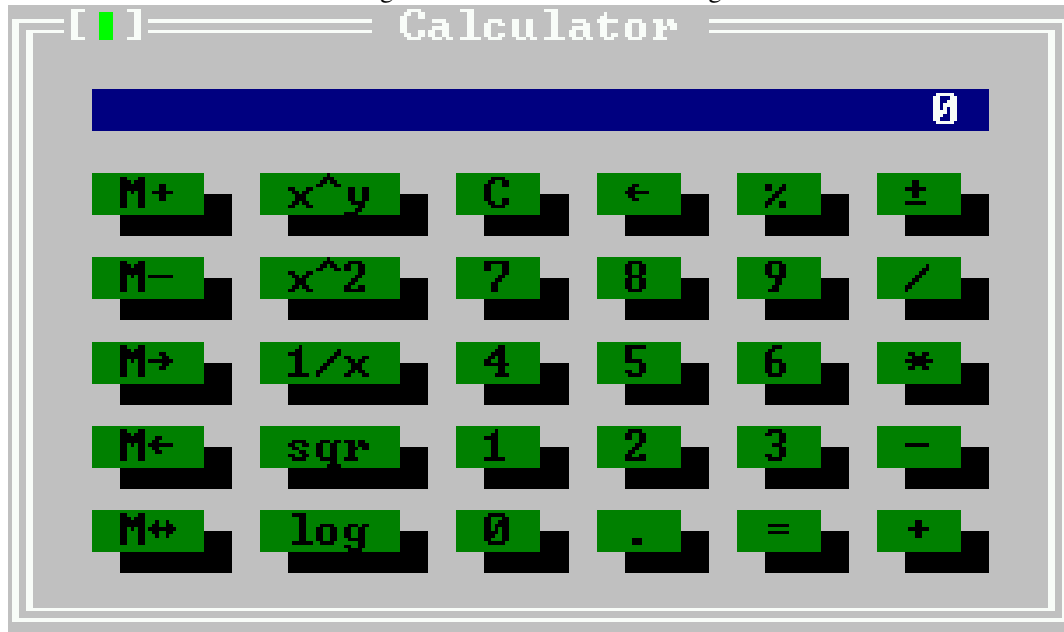 [▮] Calculator
0
M+ x^y C ← % ±
M- x^2 7 8 9 /
M→ 1/x 4 5 6 *
M← sqr 1 2 3 -
M↔ log 0 . = +